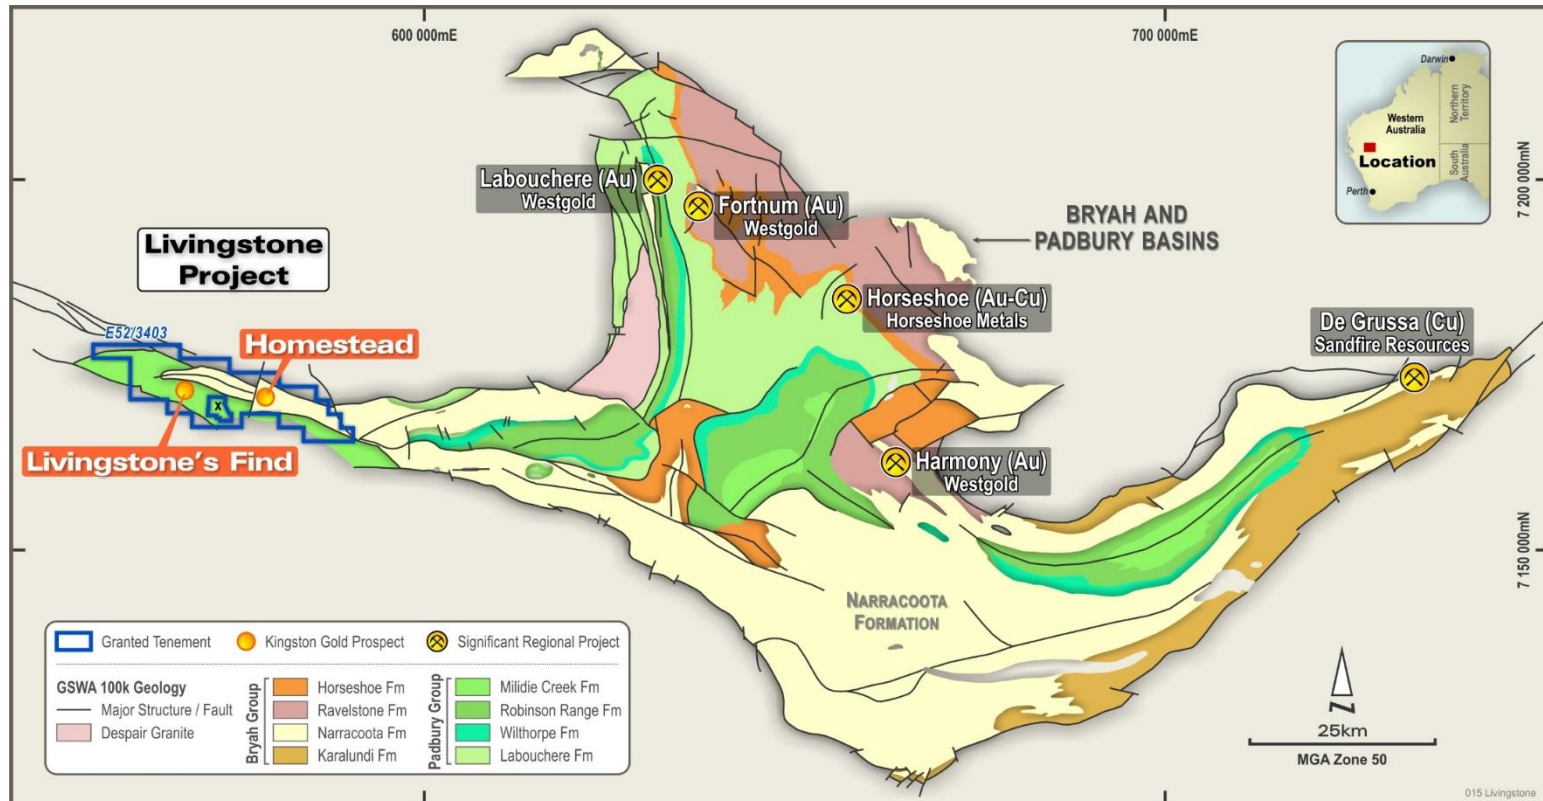 600 000mE
700 000mE
7 200 000mN
7 150 000mN
Darwin
Western
Australia
Northern
Territory
South
Australia
Location
Perth
Labouchere (Au)
Westgold
Fortnum (Au)
Westgold
BRYAH AND
PADBURY BASINS
Livingstone
Project
Horseshoe (Au-Cu)
Horseshoe Metals
De Grussa (Cu)
Sandfire Resources
E52/3403
Homestead
X
Livingstone's Find
Harmony (Au)
Westgold
NARRACOOTA
FORMATION
Granted Tenement
Kingston Gold Prospect
Significant Regional Project
GSWA 100k Geology
Major Structure / Fault
Despair Granite
Bryah Group
Horseshoe Fm
Ravelstone Fm
Narracoota Fm
Karalundi Fm
Padbury Group
Milidie Creek Fm
Robinson Range Fm
Wilthorpe Fm
Labouchere Fm
N
25km
MGA Zone 50
015 Livingstone